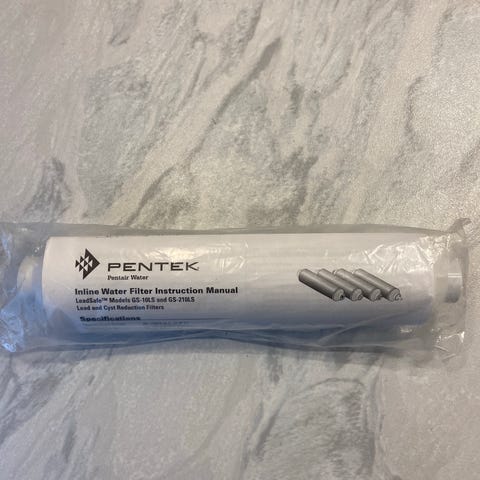 PENTEK
Pentair Water
Inline Water Filter Instruction Manual
LeadSafe™ Models GS-10LS and GS-210LS
Lead and Cyst Reduction Filters
Specifications